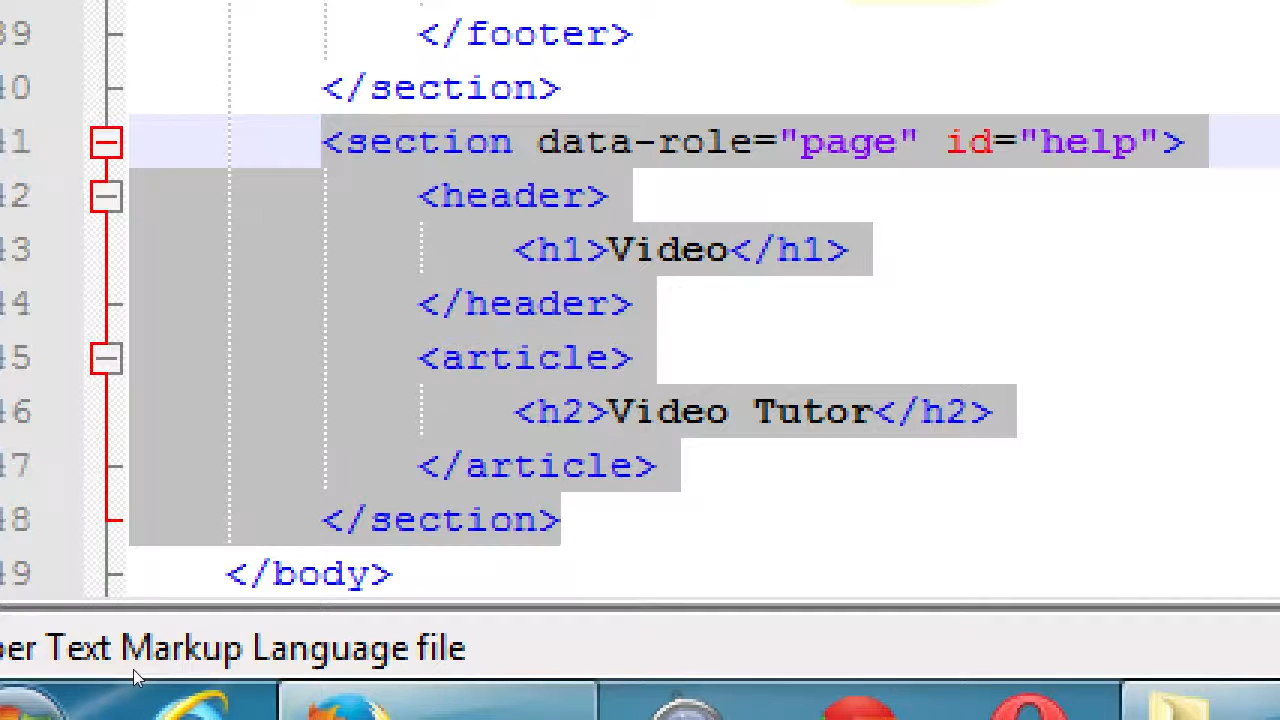 39 </footer>
40 </section>
41 <section data-role="page" id="help">
42 <header>
43 <h1>Video</h1>
44 </header>
45 <article>
46 <h2>Video Tutor</h2>
47 </article>
48 </section>
49 </body>
per Text Markup Language file